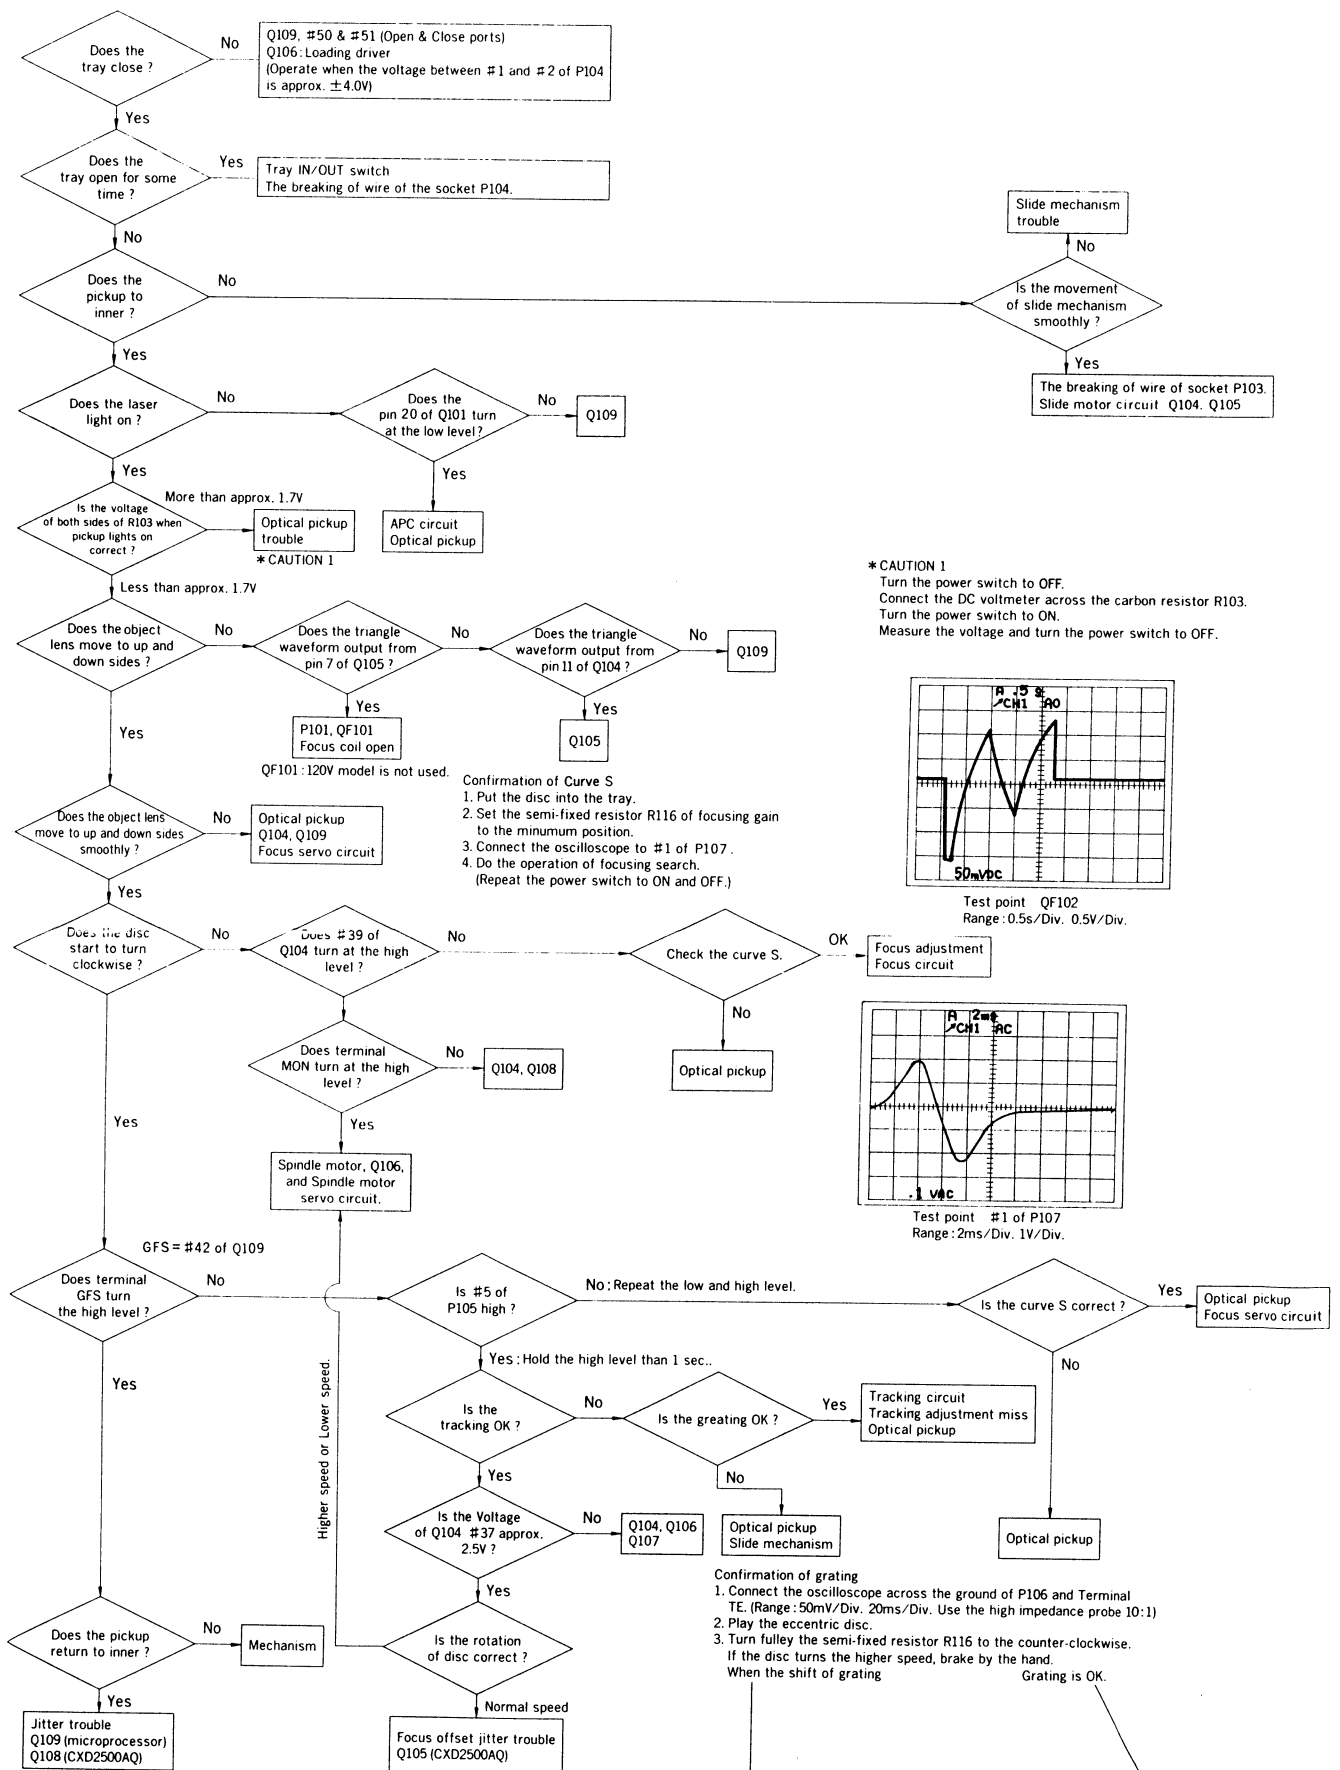 Does the
tray close ?
No
Q109, #50 & #51 (Open & Close ports)
Q106 : Loading driver
(Operate when the voltage between #1 and #2 of P104
is approx. ±4.0V)
Yes
Does the
tray open for some
time ?
Yes
Tray IN/OUT switch
The breaking of wire of the socket P104.
No
Does the
pickup to
inner ?
No
Slide mechanism
trouble
No
Is the movement
of slide mechanism
smoothly ?
Yes
The breaking of wire of socket P103.
Slide motor circuit Q104. Q105
Yes
Does the laser
light on ?
No
Does the
pin 20 of Q101 turn
at the low level ?
No
Q109
Yes
APC circuit
Optical pickup
Yes
Is the voltage
of both sides of R103 when
pickup lights on
correct ?
More than approx. 1.7V
Optical pickup
trouble
* CAUTION 1
Less than approx. 1.7V
* CAUTION 1
Turn the power switch to OFF.
Connect the DC voltmeter across the carbon resistor R103.
Turn the power switch to ON.
Measure the voltage and turn the power switch to OFF.
Does the object
lens move to up and
down sides ?
No
Does the triangle
waveform output from
pin 7 of Q105 ?
No
Does the triangle
waveform output from
pin 11 of Q104 ?
No
Q109
Yes
P101, QF101
Focus coil open
QF101 : 120V model is not used.
Yes
Q105
Yes
Confirmation of Curve S
1. Put the disc into the tray.
2. Set the semi-fixed resistor R116 of focusing gain
to the minumum position.
3. Connect the oscilloscope to #1 of P107 .
4. Do the operation of focusing search.
(Repeat the power switch to ON and OFF.)
A .5 s
CH1 AO
50mVDC
Test point QF102
Range : 0.5s/Div. 0.5V/Div.
Does the object lens
move to up and down sides
smoothly ?
No
Optical pickup
Q104, Q109
Focus servo circuit
Yes
Does the disc
start to turn
clockwise ?
No
Does #39 of
Q104 turn at the high
level ?
No
Check the curve S.
OK
Focus adjustment
Focus circuit
No
Optical pickup
Does terminal
MON turn at the high
level ?
No
Q104, Q108
Yes
Spindle motor, Q106,
and Spindle motor
servo circuit.
Yes
A 2ms
CH1 AC
.1 VAC
Test point #1 of P107
Range : 2ms/Div. 1V/Div.
GFS = #42 of Q109
Does terminal
GFS turn
the high level ?
No
Is #5 of
P105 high ?
No : Repeat the low and high level.
Is the curve S correct ?
Yes
Optical pickup
Focus servo circuit
No
Optical pickup
Yes : Hold the high level than 1 sec..
Yes
Higher speed or Lower speed.
Is the
tracking OK ?
No
Is the greating OK ?
Yes
Tracking circuit
Tracking adjustment miss
Optical pickup
No
Optical pickup
Slide mechanism
Yes
Is the Voltage
of Q104 #37 approx.
2.5V ?
No
Q104, Q106
Q107
Yes
Is the rotation
of disc correct ?
Normal speed
Focus offset jitter trouble
Q105 (CXD2500AQ)
Does the pickup
return to inner ?
No
Mechanism
Yes
Jitter trouble
Q109 (microprocessor)
Q108 (CXD2500AQ)
Confirmation of grating
1. Connect the oscilloscope across the ground of P106 and Terminal
TE. (Range : 50mV/Div. 20ms/Div. Use the high impedance probe 10 : 1)
2. Play the eccentric disc.
3. Turn fulley the semi-fixed resistor R116 to the counter-clockwise.
If the disc turns the higher speed, brake by the hand.
When the shift of grating
Grating is OK.